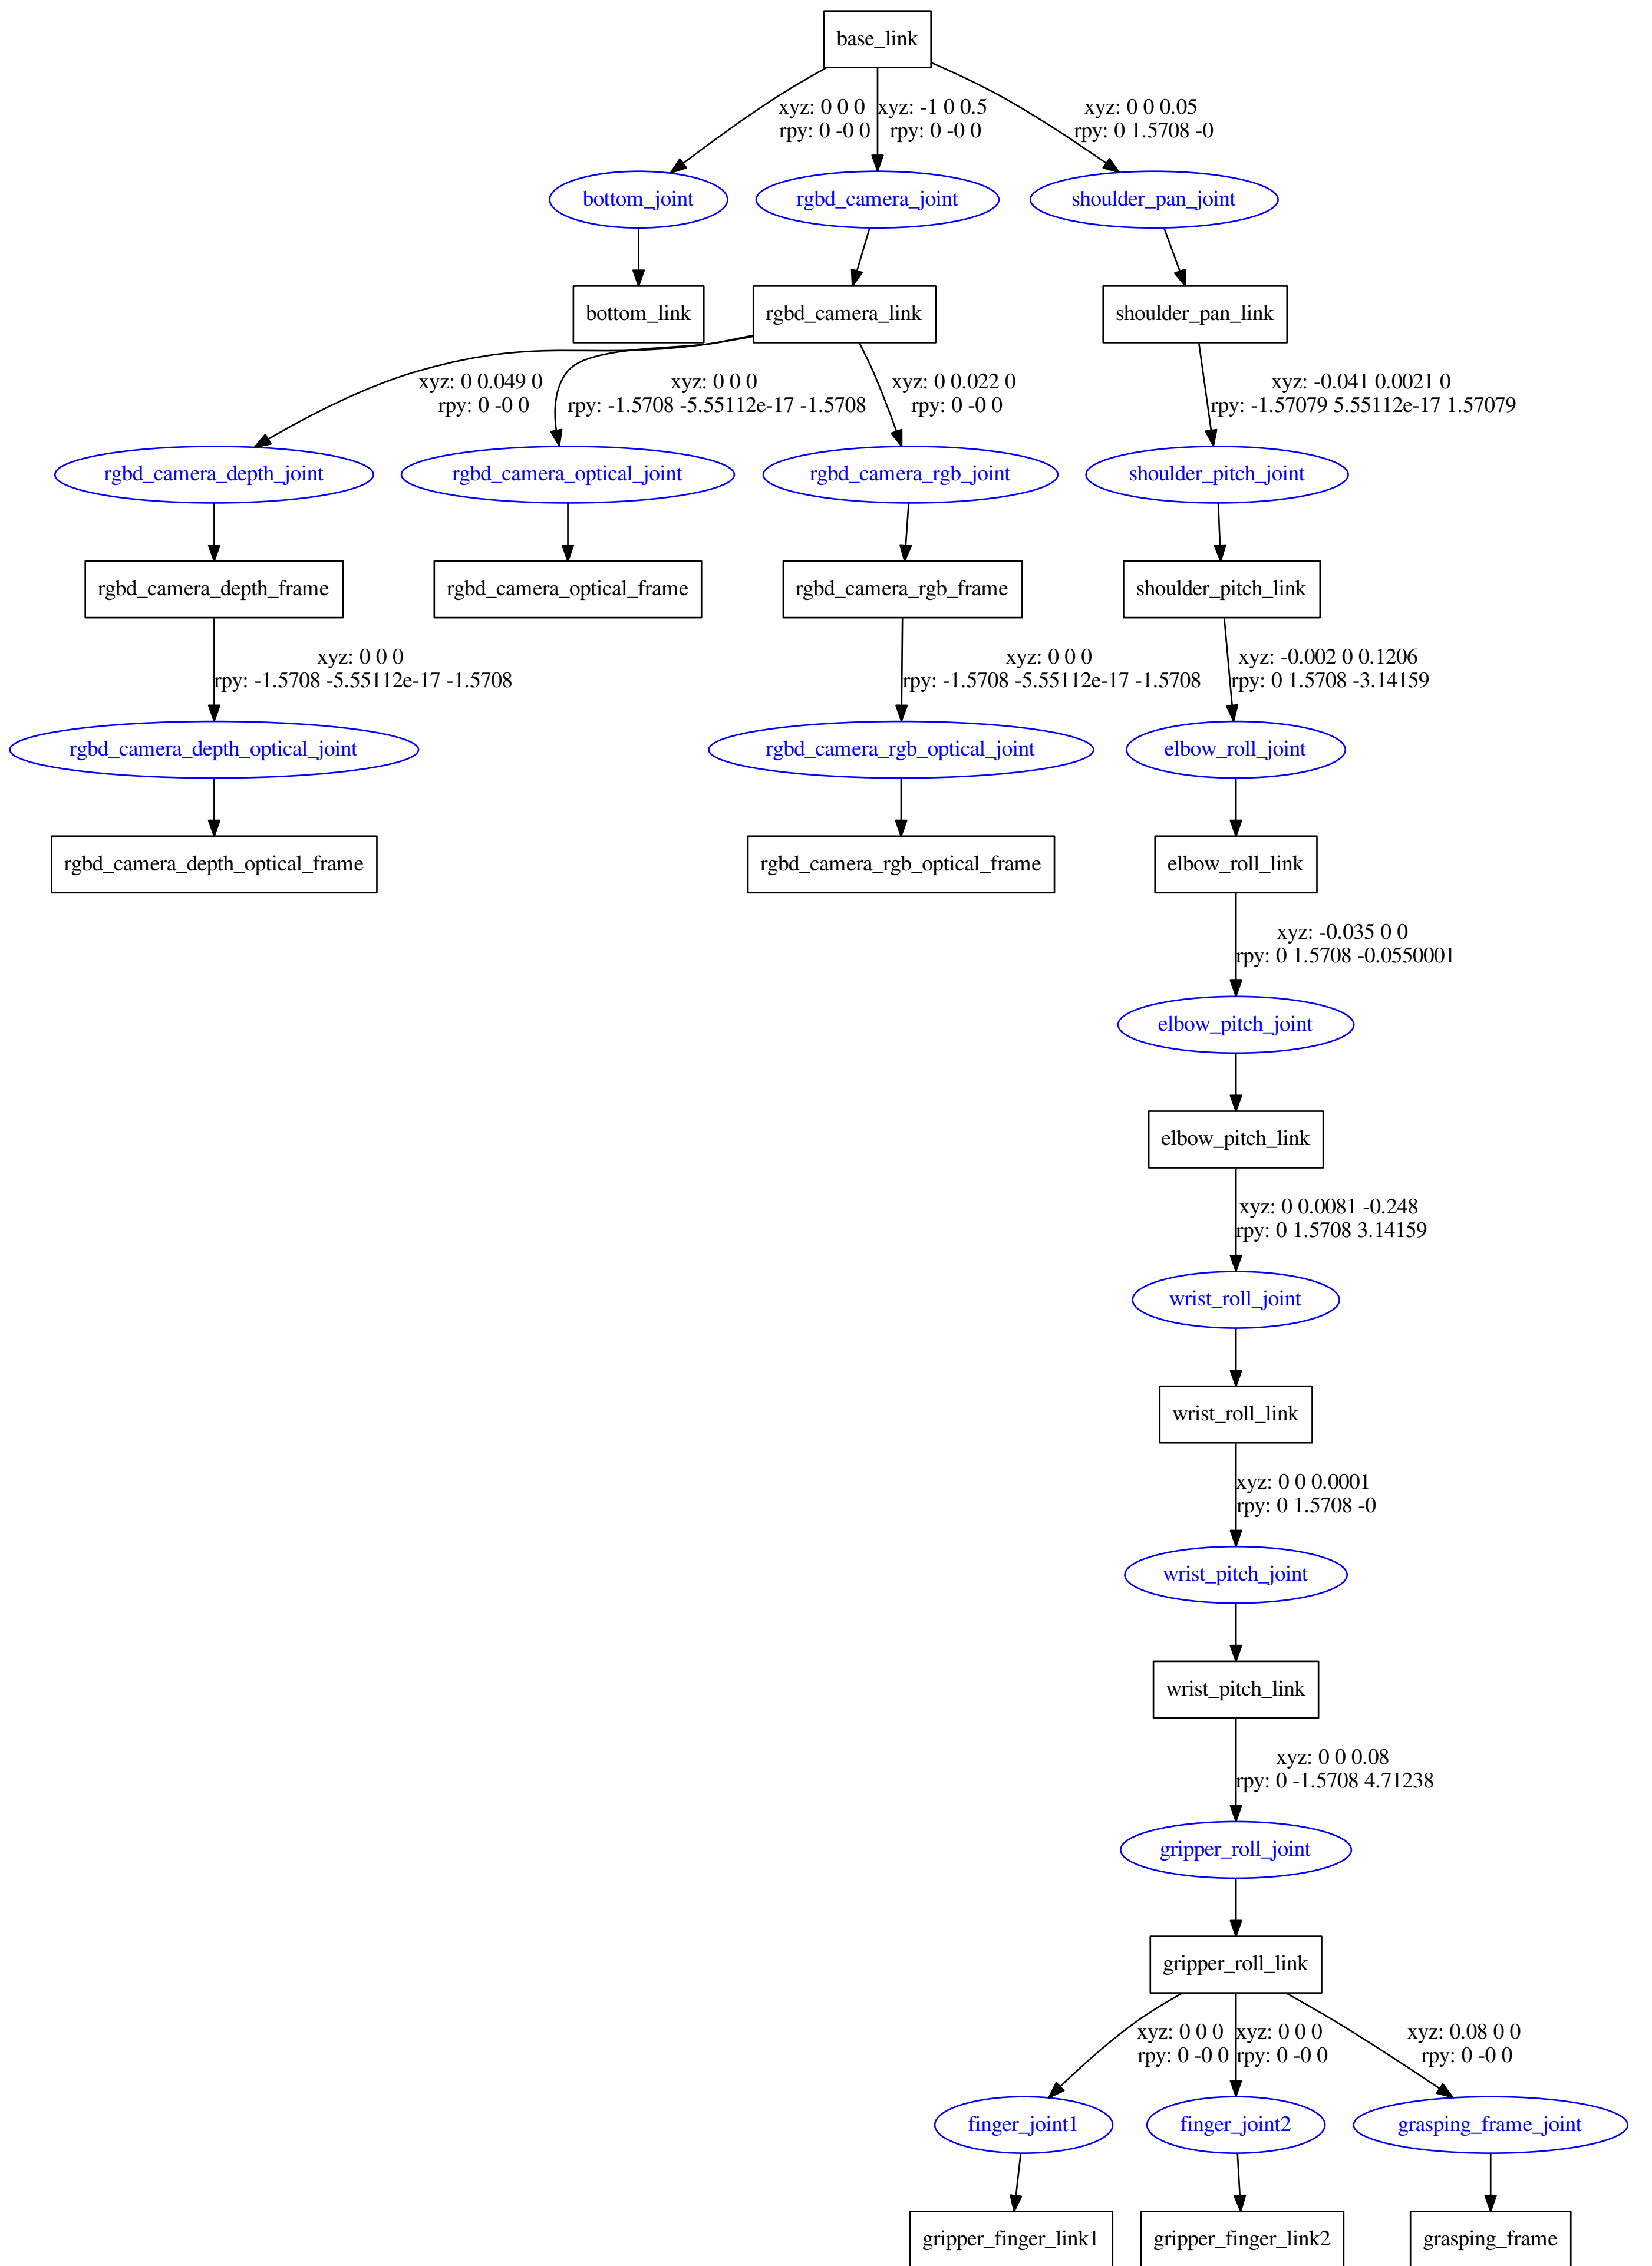 base_link
xyz: 0 0 0
rpy: 0 -0 0
xyz: -1 0 0.5
rpy: 0 -0 0
xyz: 0 0 0.05
rpy: 0 1.5708 -0
bottom_joint
rgbd_camera_joint
shoulder_pan_joint
bottom_link
rgbd_camera_link
shoulder_pan_link
xyz: 0 0.049 0
rpy: 0 -0 0
xyz: 0 0 0
rpy: -1.5708 -5.55112e-17 -1.5708
xyz: 0 0.022 0
rpy: 0 -0 0
xyz: -0.041 0.0021 0
rpy: -1.57079 5.55112e-17 1.57079
rgbd_camera_depth_joint
rgbd_camera_optical_joint
rgbd_camera_rgb_joint
shoulder_pitch_joint
rgbd_camera_depth_frame
rgbd_camera_optical_frame
rgbd_camera_rgb_frame
shoulder_pitch_link
xyz: 0 0 0
rpy: -1.5708 -5.55112e-17 -1.5708
xyz: 0 0 0
rpy: -1.5708 -5.55112e-17 -1.5708
xyz: -0.002 0 0.1206
rpy: 0 1.5708 -3.14159
rgbd_camera_depth_optical_joint
rgbd_camera_rgb_optical_joint
elbow_roll_joint
rgbd_camera_depth_optical_frame
rgbd_camera_rgb_optical_frame
elbow_roll_link
xyz: -0.035 0 0
rpy: 0 1.5708 -0.0550001
elbow_pitch_joint
elbow_pitch_link
xyz: 0 0.0081 -0.248
rpy: 0 1.5708 3.14159
wrist_roll_joint
wrist_roll_link
xyz: 0 0 0.0001
rpy: 0 1.5708 -0
wrist_pitch_joint
wrist_pitch_link
xyz: 0 0 0.08
rpy: 0 -1.5708 4.71238
gripper_roll_joint
gripper_roll_link
xyz: 0 0 0
rpy: 0 -0 0
xyz: 0 0 0
rpy: 0 -0 0
xyz: 0.08 0 0
rpy: 0 -0 0
finger_joint1
finger_joint2
grasping_frame_joint
gripper_finger_link1
gripper_finger_link2
grasping_frame